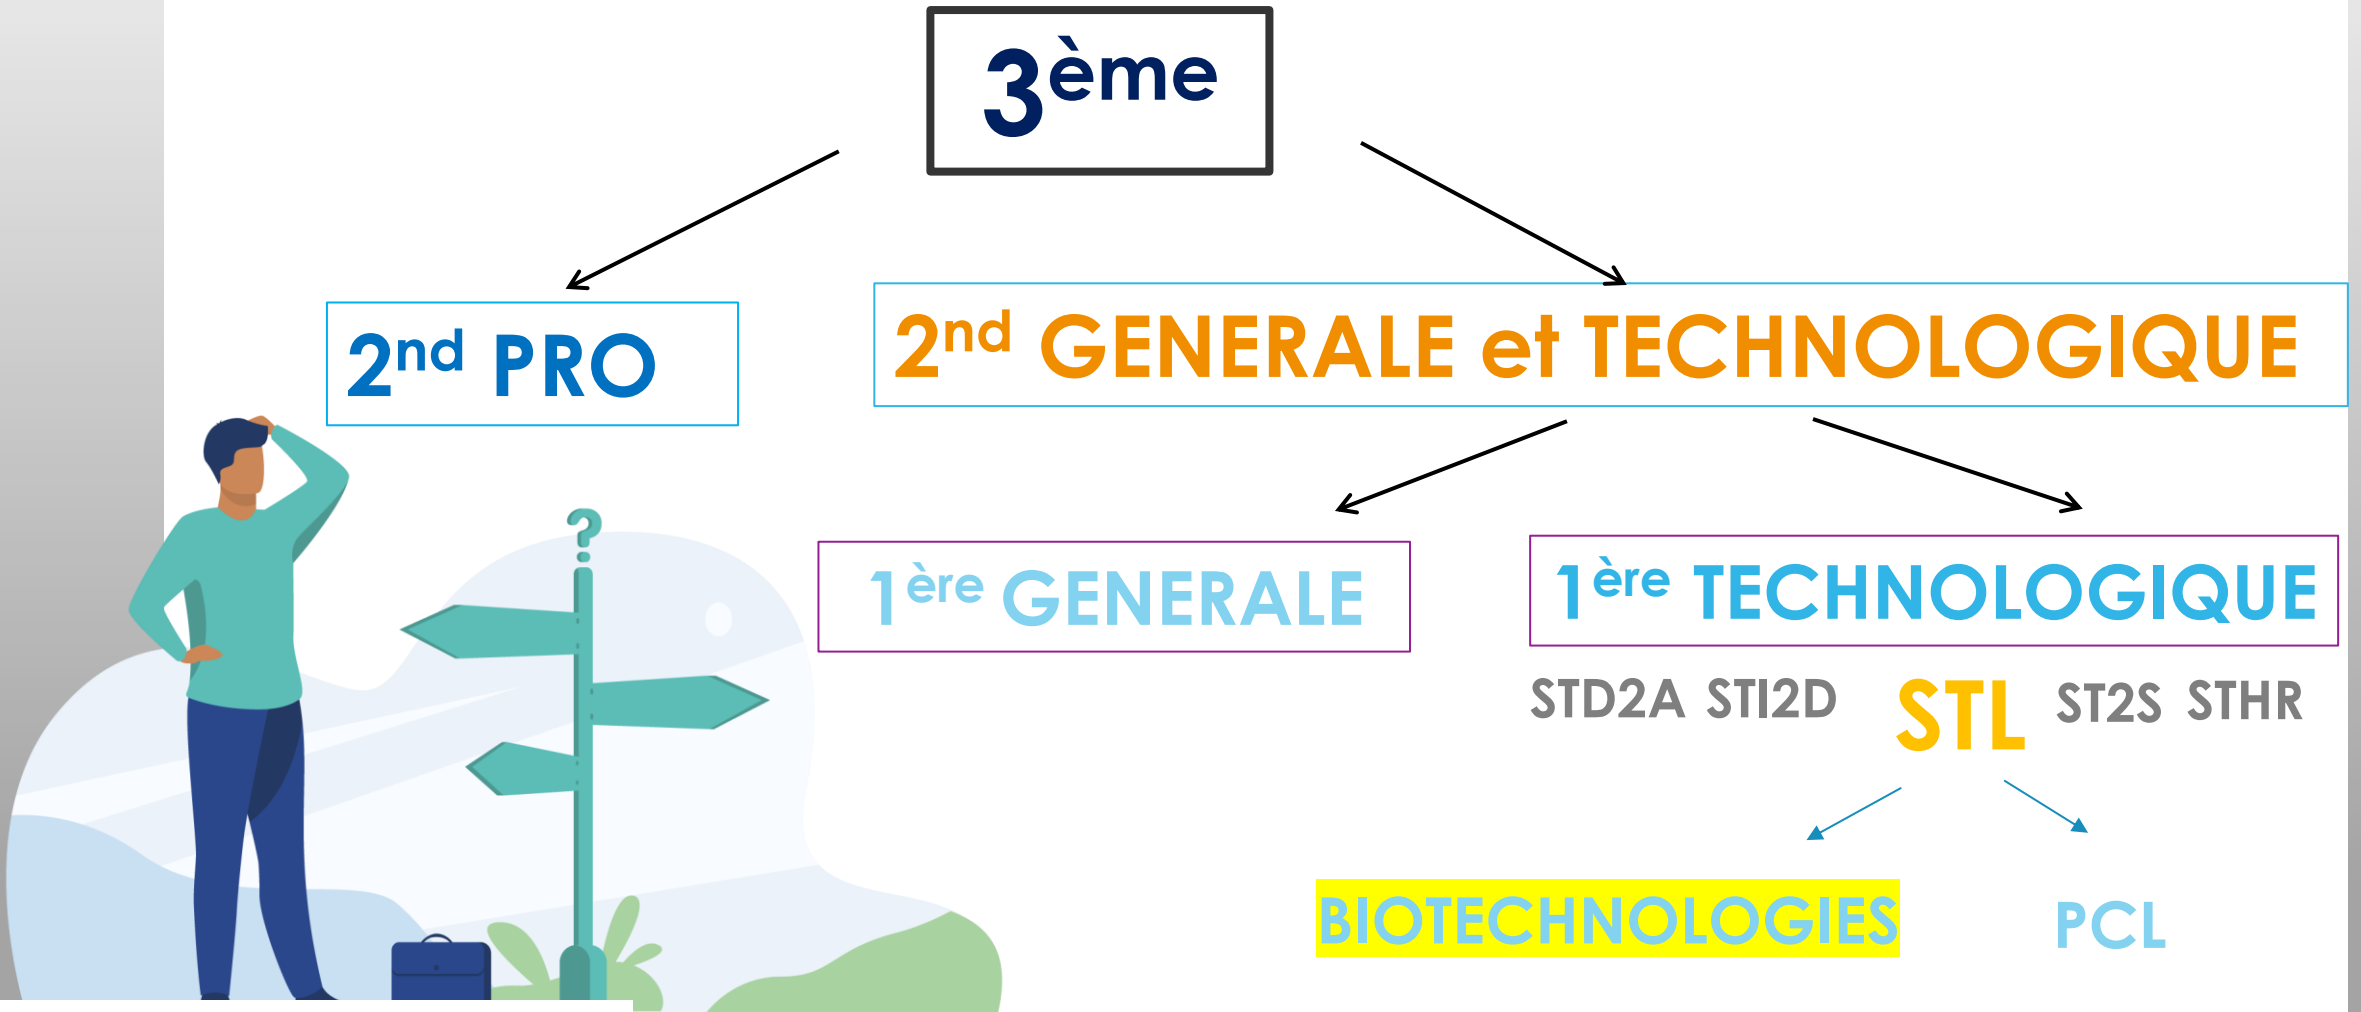 3ème
2nd PRO
2nd GENERALE et TECHNOLOGIQUE
?
1ère GENERALE
1ère TECHNOLOGIQUE
STD2A STI2D STL ST2S STHR
BIOTECHNOLOGIES
PCL